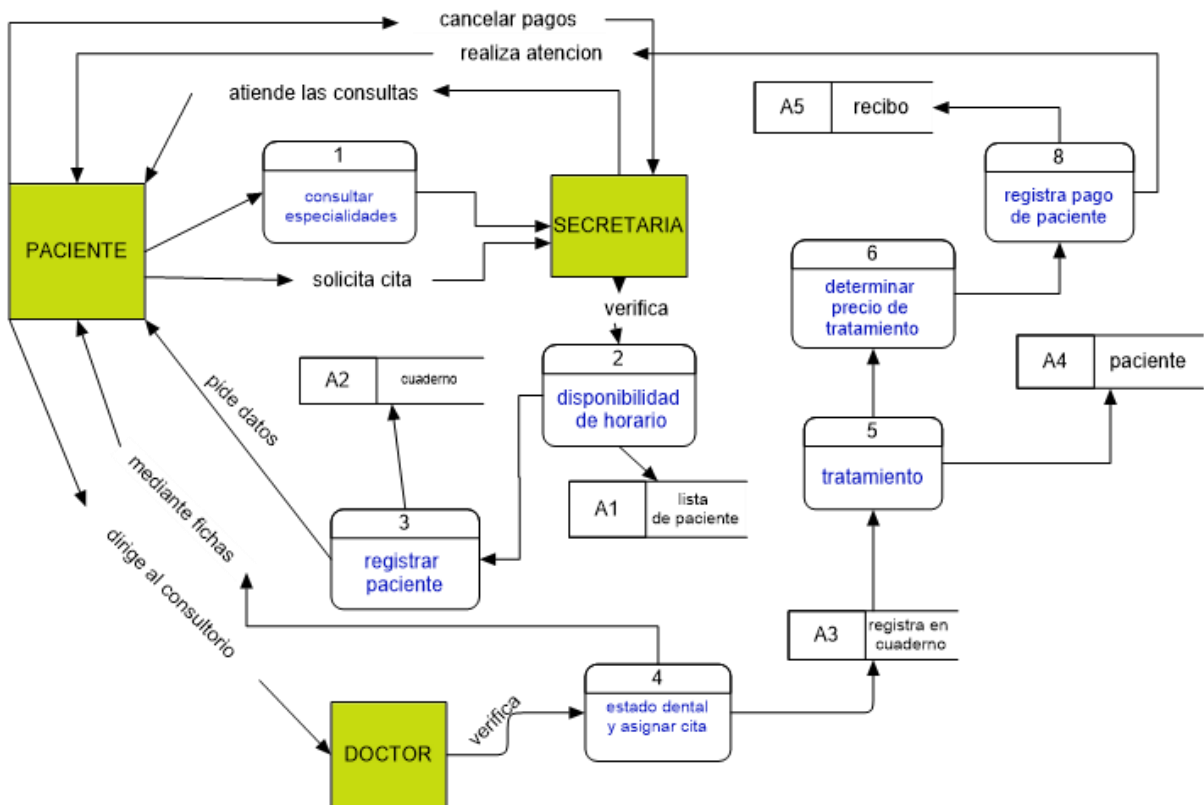 cancelar pagos
realiza atencion
atiende las consultas
A5
recibo
1
consultar
especialidades
8
registra pago
de paciente
PACIENTE
SECRETARIA
solicita cita
6
determinar
precio de
tratamiento
verifica
2
disponibilidad
de horario
A2
cuaderno
A4
paciente
pide datos
5
tratamiento
mediante fichas
A1
lista
de paciente
3
registrar
paciente
dirige al consultorio
A3
registra en
cuaderno
4
estado dental
y asignar cita
verifica
DOCTOR